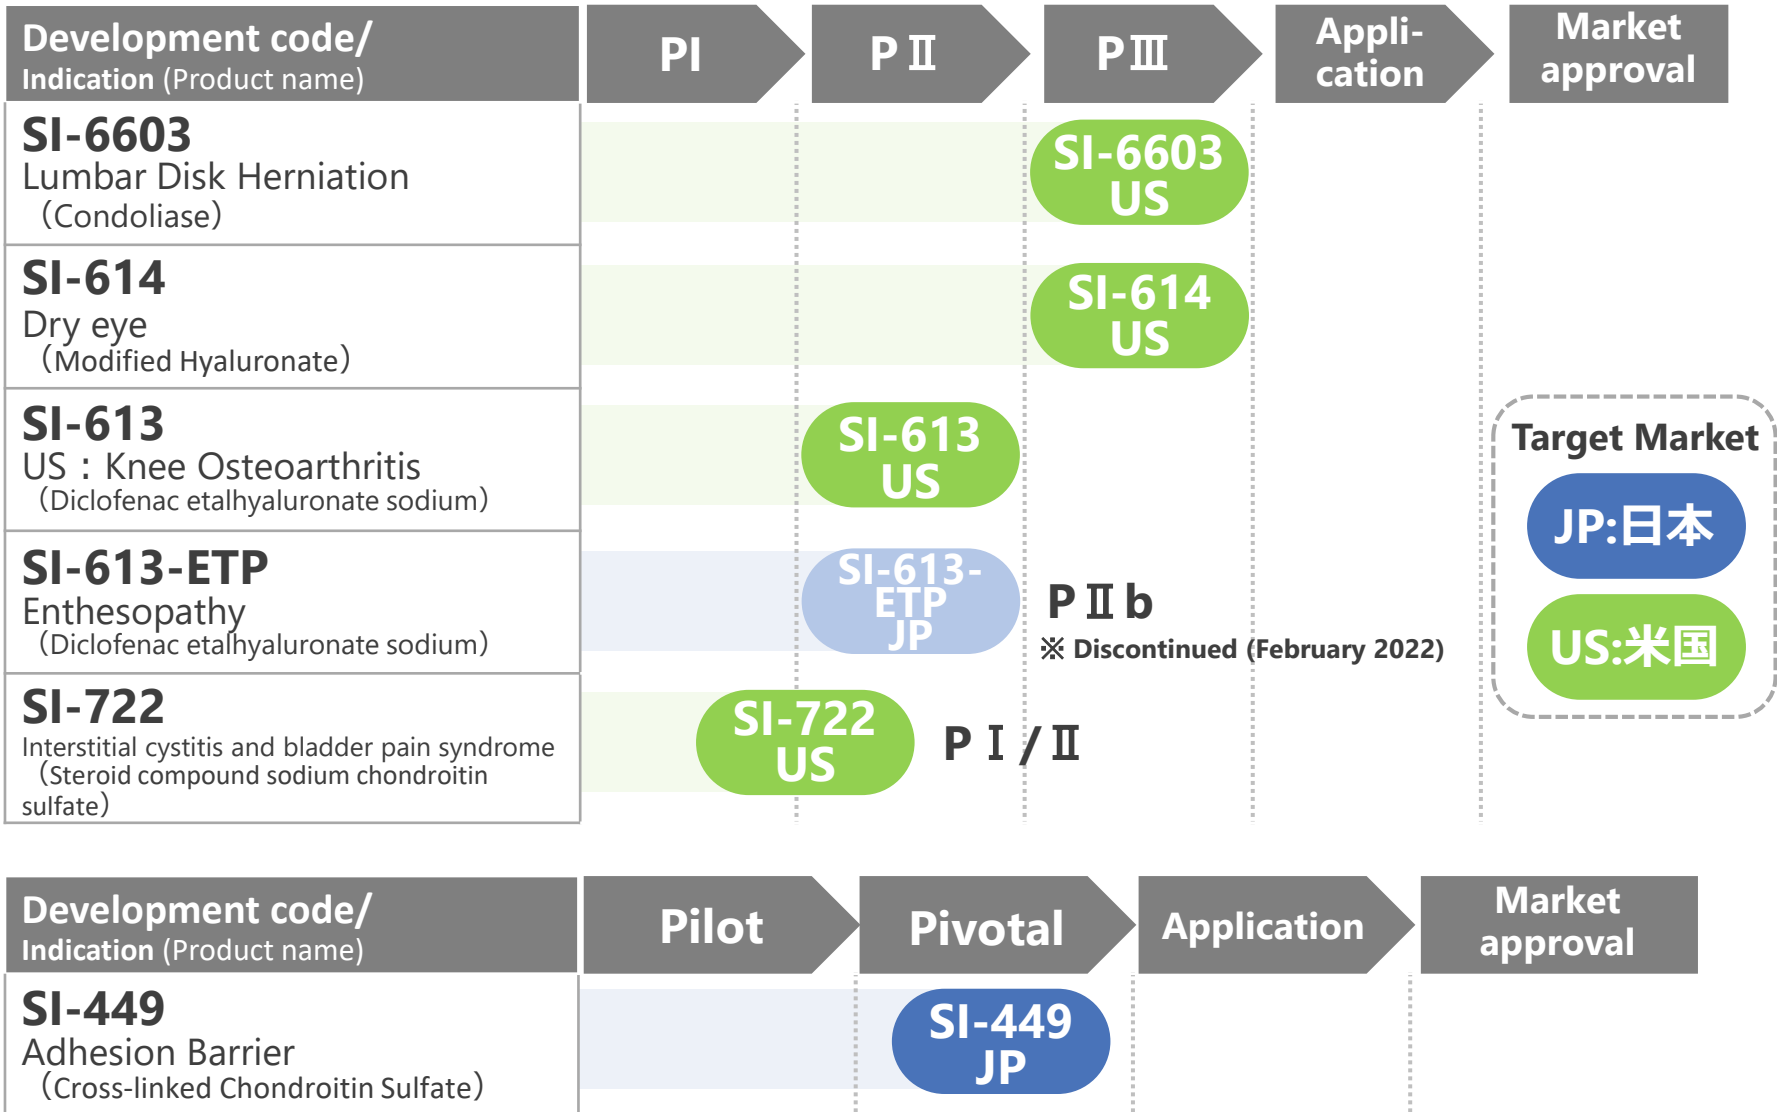 Development code/
Indication (Product name)
PI
PⅡ
PⅢ
Appli-
cation
Market
approval
SI-6603
Lumbar Disk Herniation
（Condoliase）
SI-6603
US
SI-614
Dry eye
（Modified Hyaluronate）
SI-614
US
SI-613
US：Knee Osteoarthritis
（Diclofenac etalhyaluronate sodium）
SI-613
US
SI-613-ETP
Enthesopathy
（Diclofenac etalhyaluronate sodium）
SI-613-
ETP
JP
PⅡb
※ Discontinued (February 2022)
SI-722
Interstitial cystitis and bladder pain syndrome
（Steroid compound sodium chondroitin
sulfate）
SI-722
US
PⅠ/Ⅱ
Target Market
JP:日本
US:米国
Development code/
Indication (Product name)
Pilot
Pivotal
Application
Market
approval
SI-449
Adhesion Barrier
（Cross-linked Chondroitin Sulfate）
SI-449
JP